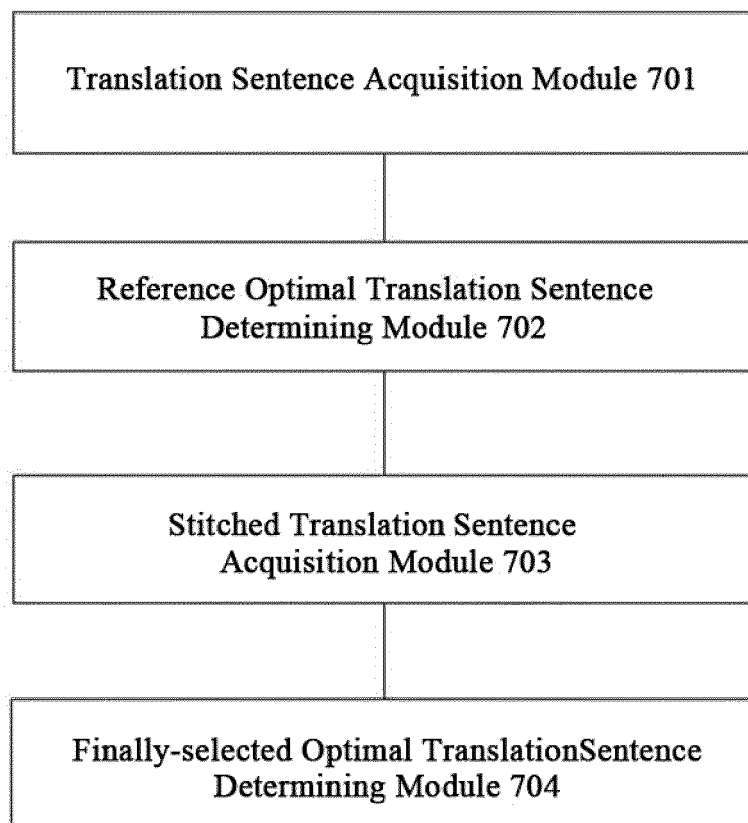 Translation Sentence Acquisition Module 701
Reference Optimal Translation Sentence
Determining Module 702
Stitched Translation Sentence
Acquisition Module 703
Finally-selected Optimal TranslationSentence
Determining Module 704